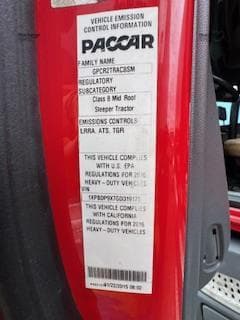 VEHICLE EMISSION
CONTROL INFORMATION
PACCAR
FAMILY NAME
GPCR2TRACBSM
REGULATORY
SUBCATEGORY
Class 8 Mid Roof
Sleeper Tractor
EMISSIONS CONTROLS
LRRA, ATS, TGR
THIS VEHICLE COMPLIES
WITH U.S. EPA
REGULATIONS FOR 2016
HEAVY-DUTY VEHICLES
VIN
THIS VEHICLE COMPLIES
WITH CALIFORNIA
REGULATIONS FOR 2016
HEAVY-DUTY VEHICLES